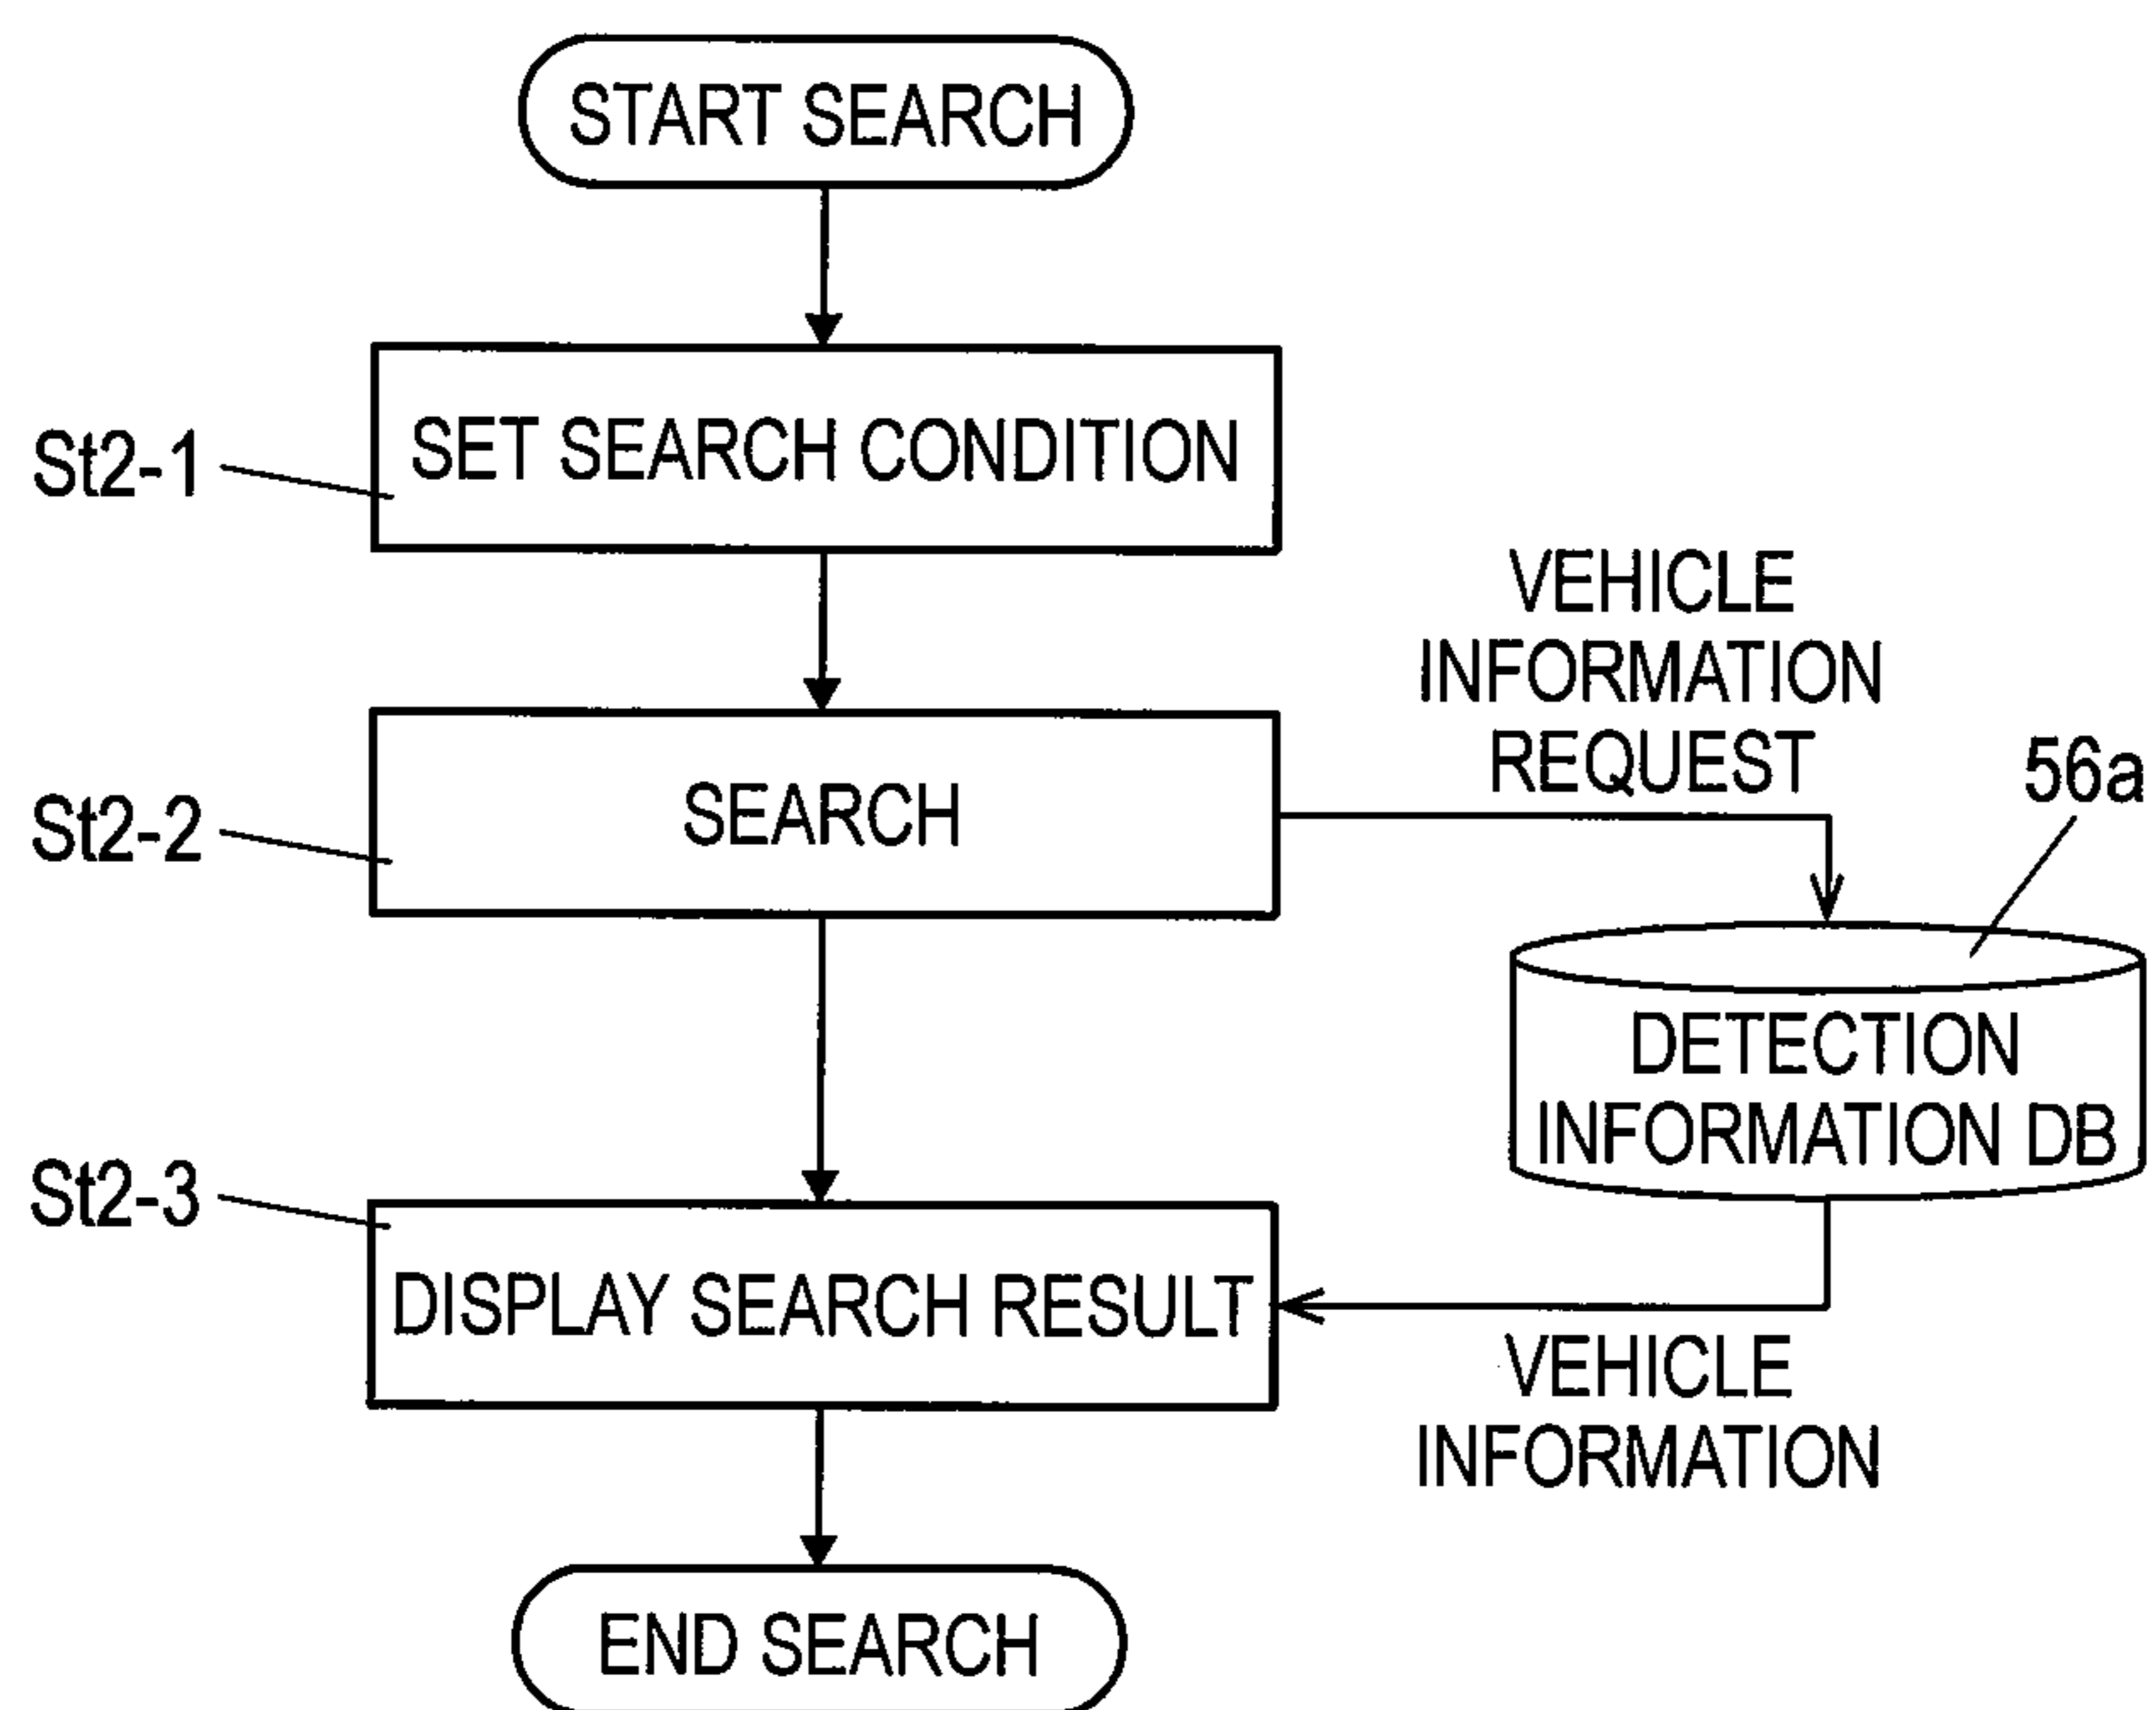 START SEARCH
St2-1
SET SEARCH CONDITION
VEHICLE
INFORMATION
REQUEST
St2-2
SEARCH
56a
DETECTION
INFORMATION DB
St2-3
DISPLAY SEARCH RESULT
VEHICLE
INFORMATION
END SEARCH